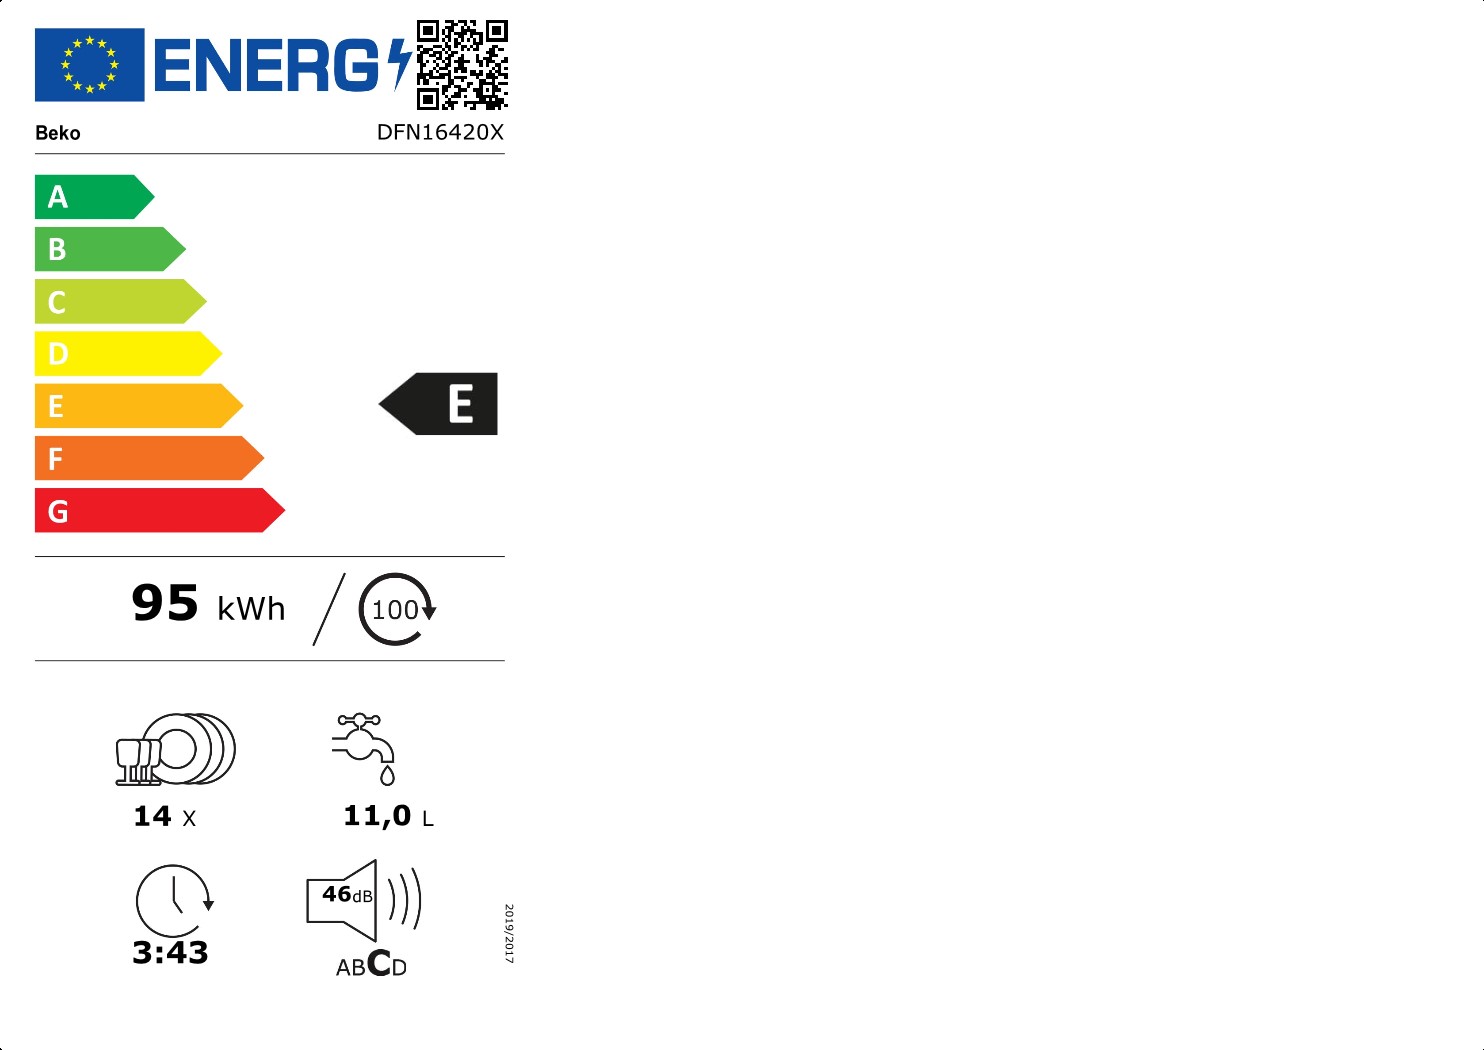 ENERG
Beko DFN16420X
A
B
C
D
E
E
F
G
95 kWh / 100
14 X
11,0 L
46dB
3:43
ABCD
2019/2017